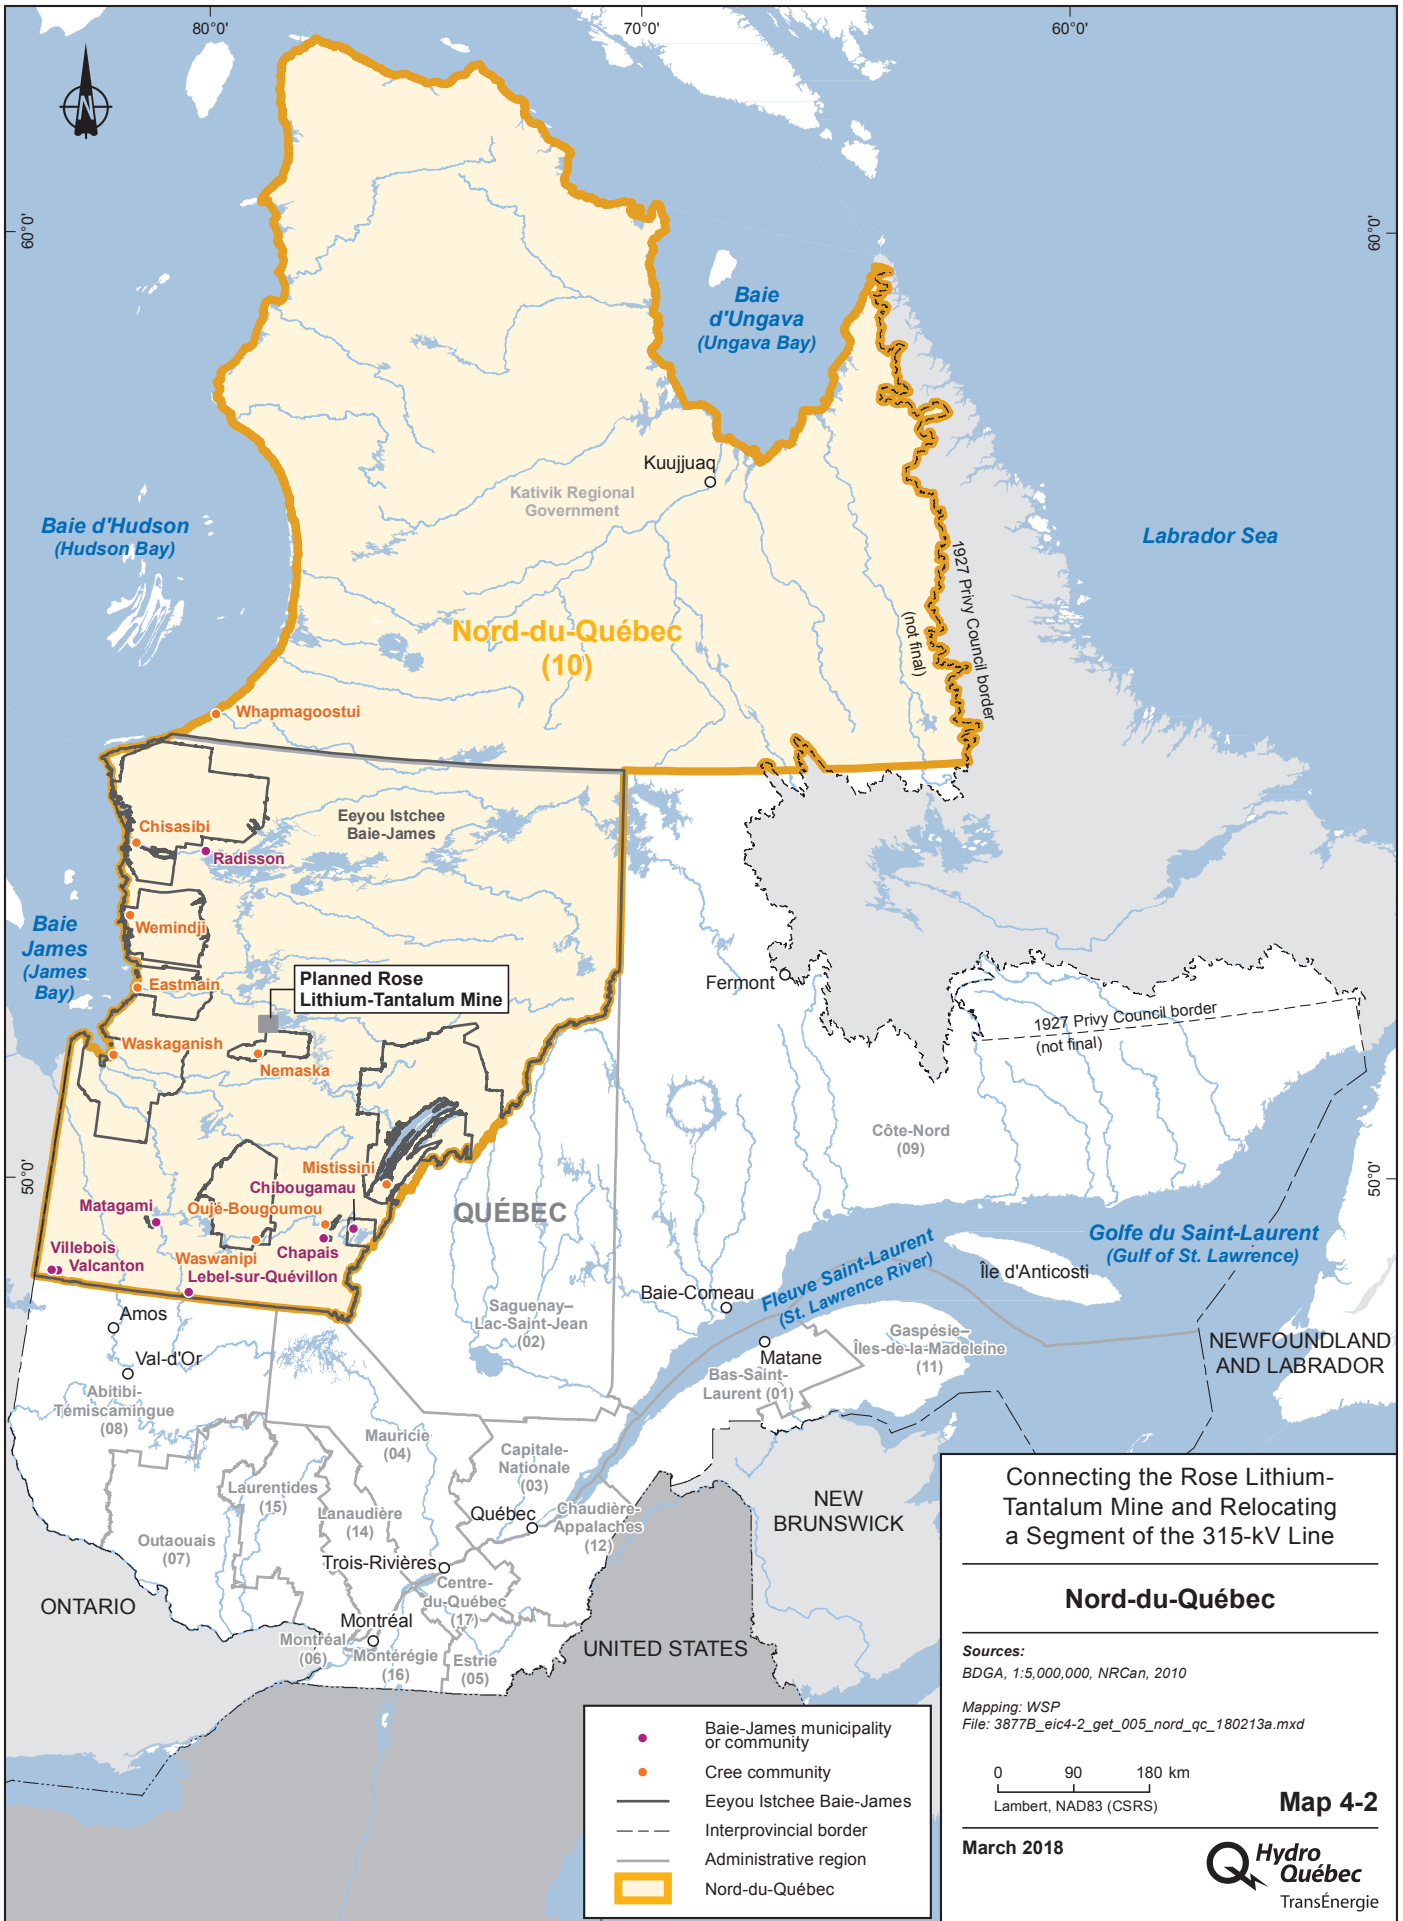 80°0'
70°0'
60°0'
60°0'
60°0'
Baie
d'Ungava
(Ungava Bay)
Kuujjuaq
Kativik Regional
Government
Baie d'Hudson
(Hudson Bay)
Labrador Sea
1927 Privy Council border
(not final)
Nord-du-Québec
(10)
Whapmagoostui
Eeyou Istchee
Baie-James
Chisasibi
Radisson
Baie
James
(James
Bay)
Wemindji
Eastmain
Planned Rose
Lithium-Tantalum Mine
Fermont
1927 Privy Council border
(not final)
Waskaganish
Nemaska
Côte-Nord
(09)
50°0'
50°0'
Mistissini
Chibougamau
Matagami
Oujé-Bougoumou
QUÉBEC
Villebois
Valcanton
Waswanipi
Chapais
Lebel-sur-Quévillon
Golfe du Saint-Laurent
(Gulf of St. Lawrence)
Fleuve Saint-Laurent
(St. Lawrence River)
Île d'Anticosti
Baie-Comeau
Amos
Saguenay–
Lac-Saint-Jean
(02)
Matane
Gaspésie–
Îles-de-la Madeleine
(11)
NEWFOUNDLAND
AND LABRADOR
Val-d'Or
Bas-Saint-
Laurent (01)
Abitibi-
Témiscamingue
(08)
Mauricie
(04)
Capitale-
Nationale
(03)
Laurentides
(15)
Lanaudière
(14)
Québec
Chaudière-
Appalaches
(12)
NEW
BRUNSWICK
Outaouais
(07)
Trois-Rivières
Centre-
du-Québec
(17)
ONTARIO
Montréal
Montréal
(06)
Montérégie
(16)
Estrie
(05)
UNITED STATES
Baie-James municipality
or community
Cree community
Eeyou Istchee Baie-James
Interprovincial border
Administrative region
Nord-du-Québec
Connecting the Rose Lithium-
Tantalum Mine and Relocating
a Segment of the 315-kV Line
Nord-du-Québec
Sources:
BDGA, 1:5,000,000, NRCan, 2010
Mapping: WSP
File: 3877B_eic4-2_get_005_nord_qc_180213a.mxd
0 90 180 km
Lambert, NAD83 (CSRS)
Map 4-2
March 2018
Hydro
Québec
TransÉnergie
N